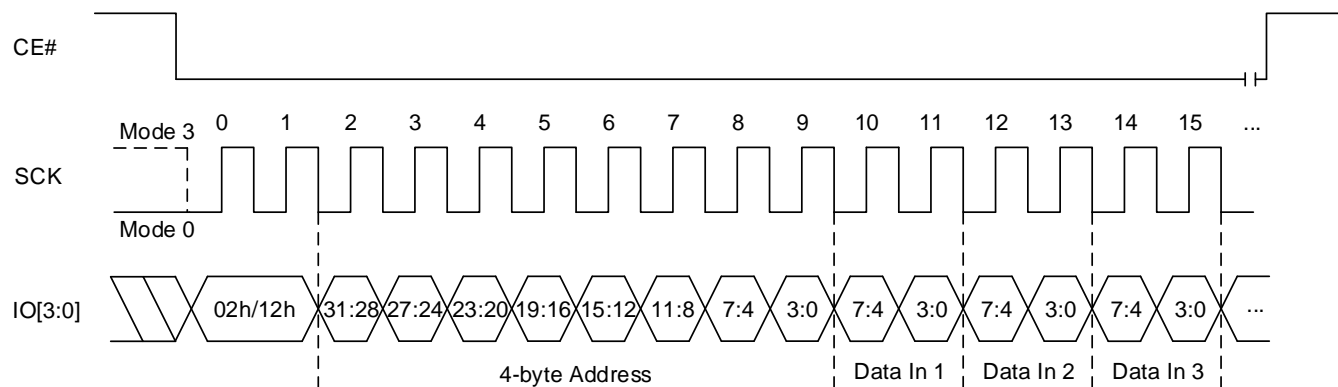 CE#
0 1 2 3 4 5 6 7 8 9 10 11 12 13 14 15 ...
Mode 3
SCK
Mode 0
IO[3:0] 02h/12h 31:28 27:24 23:20 19:16 15:12 11:8 7:4 3:0 7:4 3:0 7:4 3:0 7:4 3:0 ...
4-byte Address Data In 1 Data In 2 Data In 3